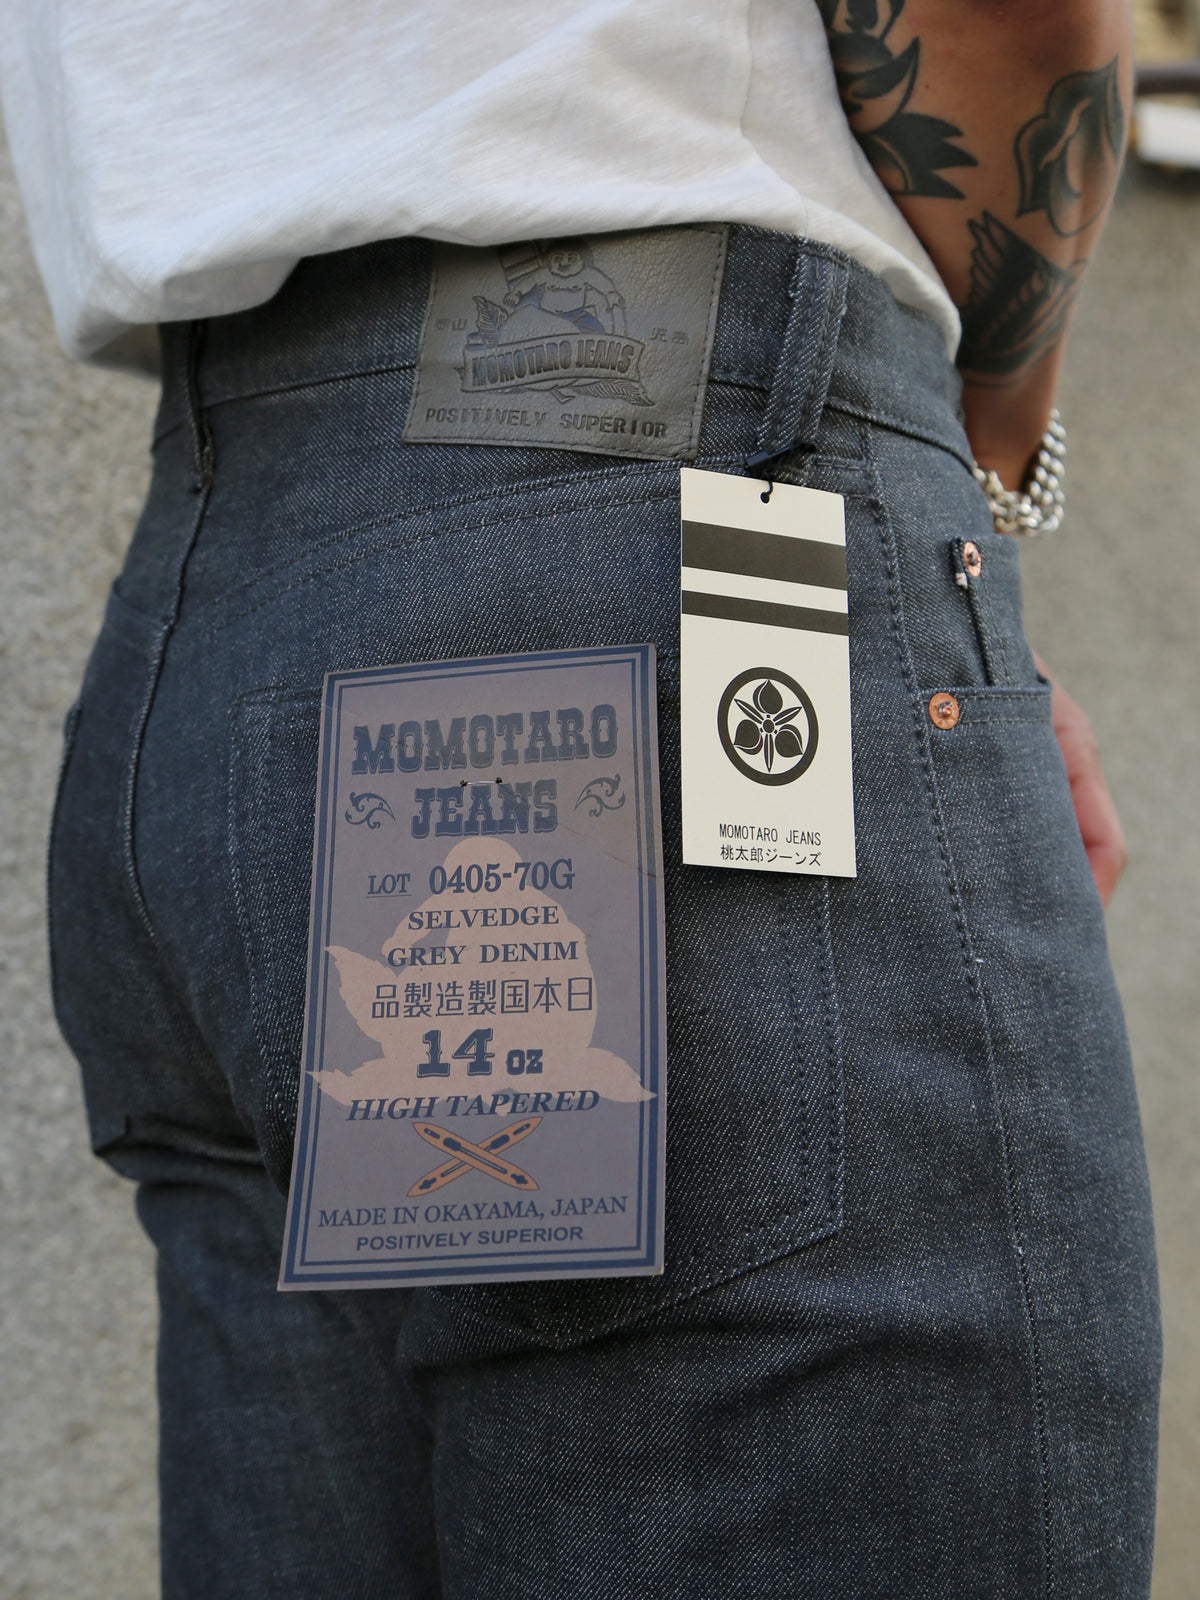 MOMOTARO JEANS
POSITIVELY SUPERIOR
MOMOTARO JEANS
桃太郎ジーンズ
MOMOTARO
JEANS
LOT 0405-70G
SELVEDGE
GREY DENIM
品製造製国本日
14 oz
HIGH TAPERED
MADE IN OKAYAMA, JAPAN
POSITIVELY SUPERIOR